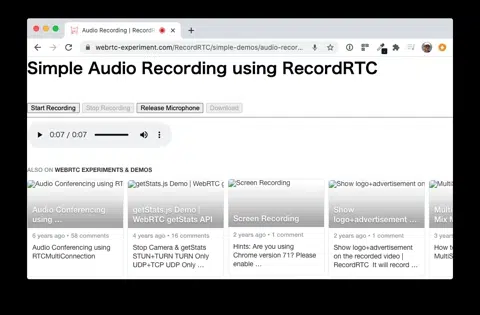 Audio Recording | RecordR
webrtc-experiment.com/RecordRTC/simple-demos/audio-recor...
Simple Audio Recording using RecordRTC
Start Recording Stop Recording Release Microphone Download
0:07 / 0:07
ALSO ON WEBRTC EXPERIMENTS & DEMOS
Audio Conferencing using RT
getStats.js Demo | WebRTC g
Screen Recording
Show logo+advertisement on
Multi
Audio Conferencing
using …
getStats.js Demo |
WebRTC getStats API
Screen Recording
Show
logo+advertisement …
Multi
Mix M
6 years ago • 58 comments
4 years ago • 16 comments
2 years ago • 1 comment
2 years ago • 1 comment
3 years
Audio Conferencing using
RTCMultiConnection
Stop Camera & getStats
STUN+TURN TURN Only
UDP+TCP UDP Only …
Hints: Are you using
Chrome version 71? Please
enable …
Show logo+advertisement
on the recorded video |
RecordRTC It will record …
How to
MultiS